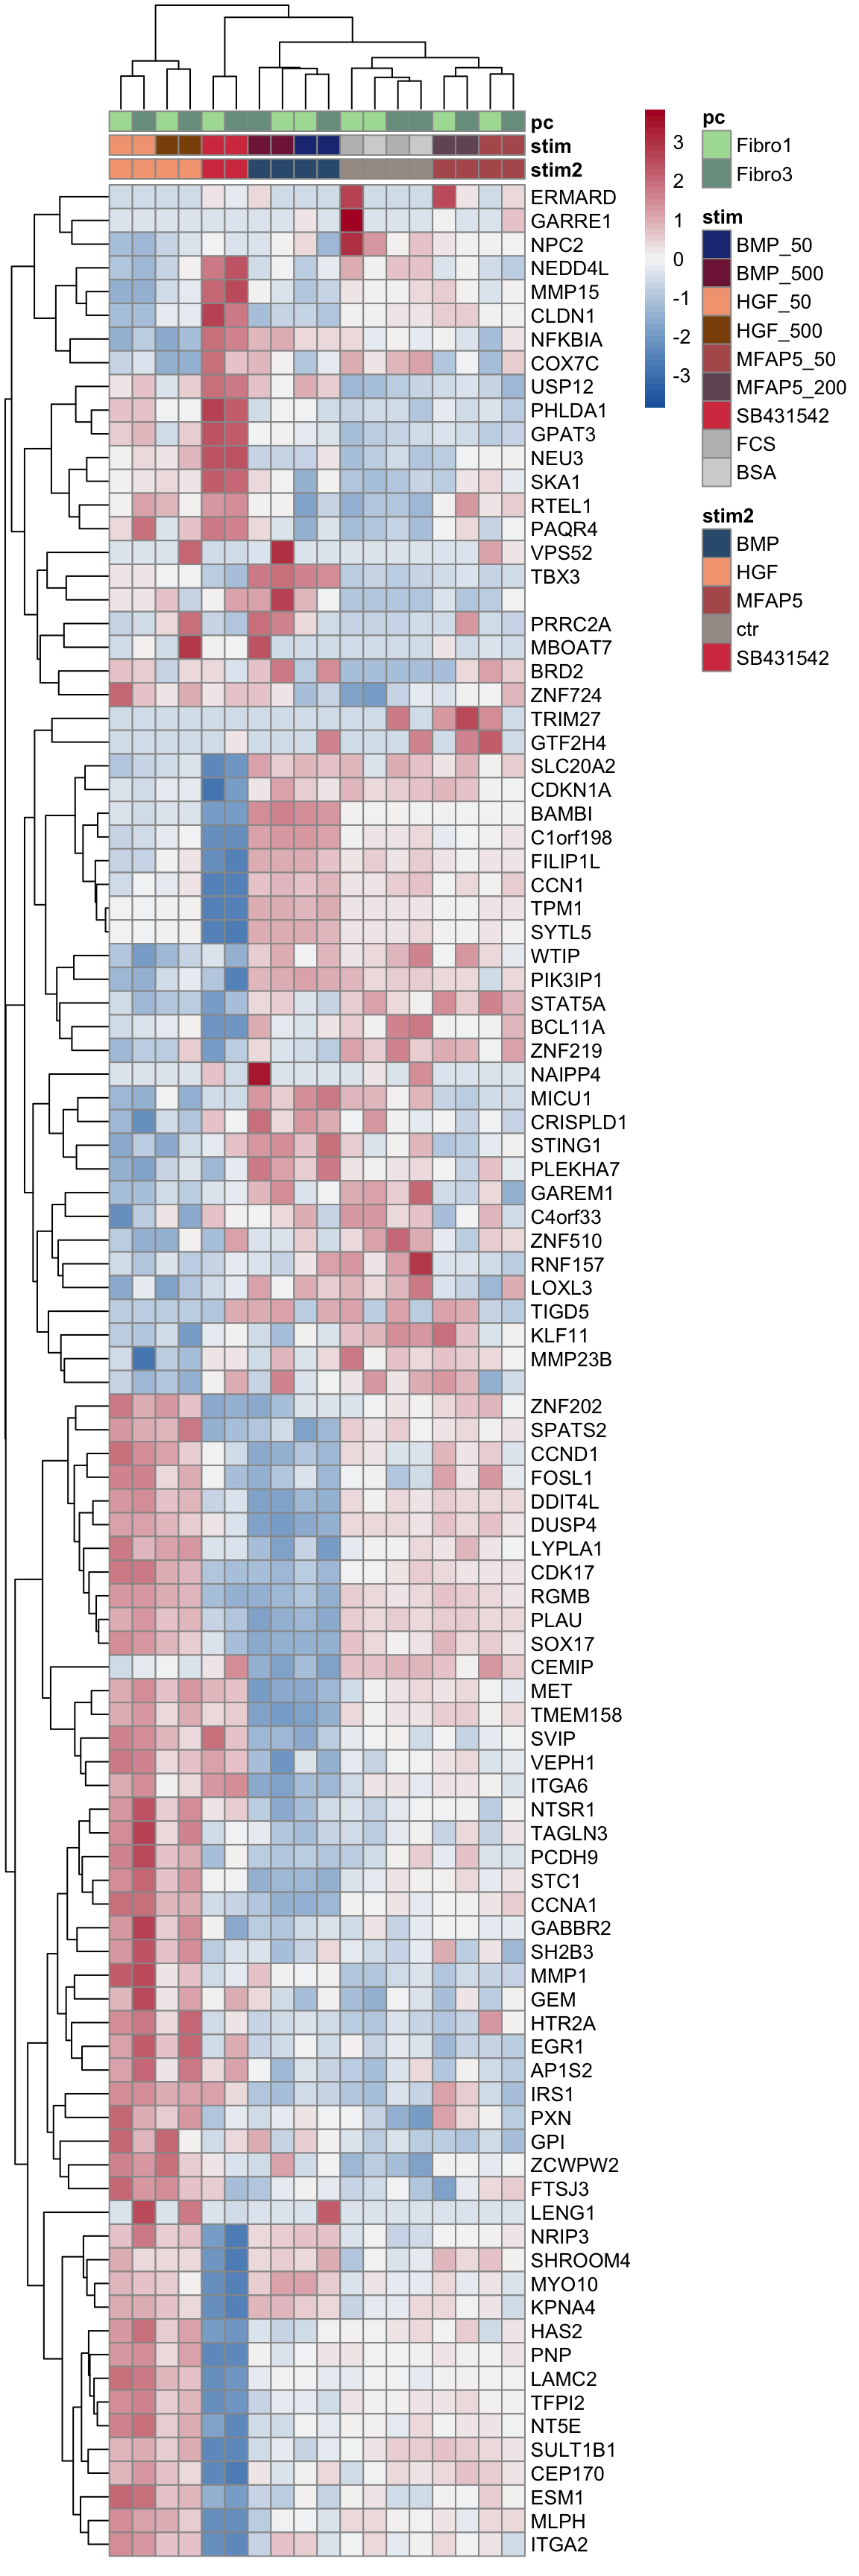 pc
stim
stim2
ERMARD
GARRE1
NPC2
NEDD4L
MMP15
CLDN1
NFKBIA
COX7C
USP12
PHLDA1
GPAT3
NEU3
SKA1
RTEL1
PAQR4
VPS52
TBX3
PRRC2A
MBOAT7
BRD2
ZNF724
TRIM27
GTF2H4
SLC20A2
CDKN1A
BAMBI
C1orf198
FILIP1L
CCN1
TPM1
SYTL5
WTIP
PIK3IP1
STAT5A
BCL11A
ZNF219
NAIPP4
MICU1
CRISPLD1
STING1
PLEKHA7
GAREM1
C4orf33
ZNF510
RNF157
LOXL3
TIGD5
KLF11
MMP23B
ZNF202
SPATS2
CCND1
FOSL1
DDIT4L
DUSP4
LYPLA1
CDK17
RGMB
PLAU
SOX17
CEMIP
MET
TMEM158
SVIP
VEPH1
ITGA6
NTSR1
TAGLN3
PCDH9
STC1
CCNA1
GABBR2
SH2B3
MMP1
GEM
HTR2A
EGR1
AP1S2
IRS1
PXN
GPI
ZCWPW2
FTSJ3
LENG1
NRIP3
SHROOM4
MYO10
KPNA4
HAS2
PNP
LAMC2
TFPI2
NT5E
SULT1B1
CEP170
ESM1
MLPH
ITGA2
3
2
1
0
-1
-2
-3
pc
Fibro1
Fibro3
stim
BMP_50
BMP_500
HGF_50
HGF_500
MFAP5_50
MFAP5_200
SB431542
FCS
BSA
stim2
BMP
HGF
MFAP5
ctr
SB431542